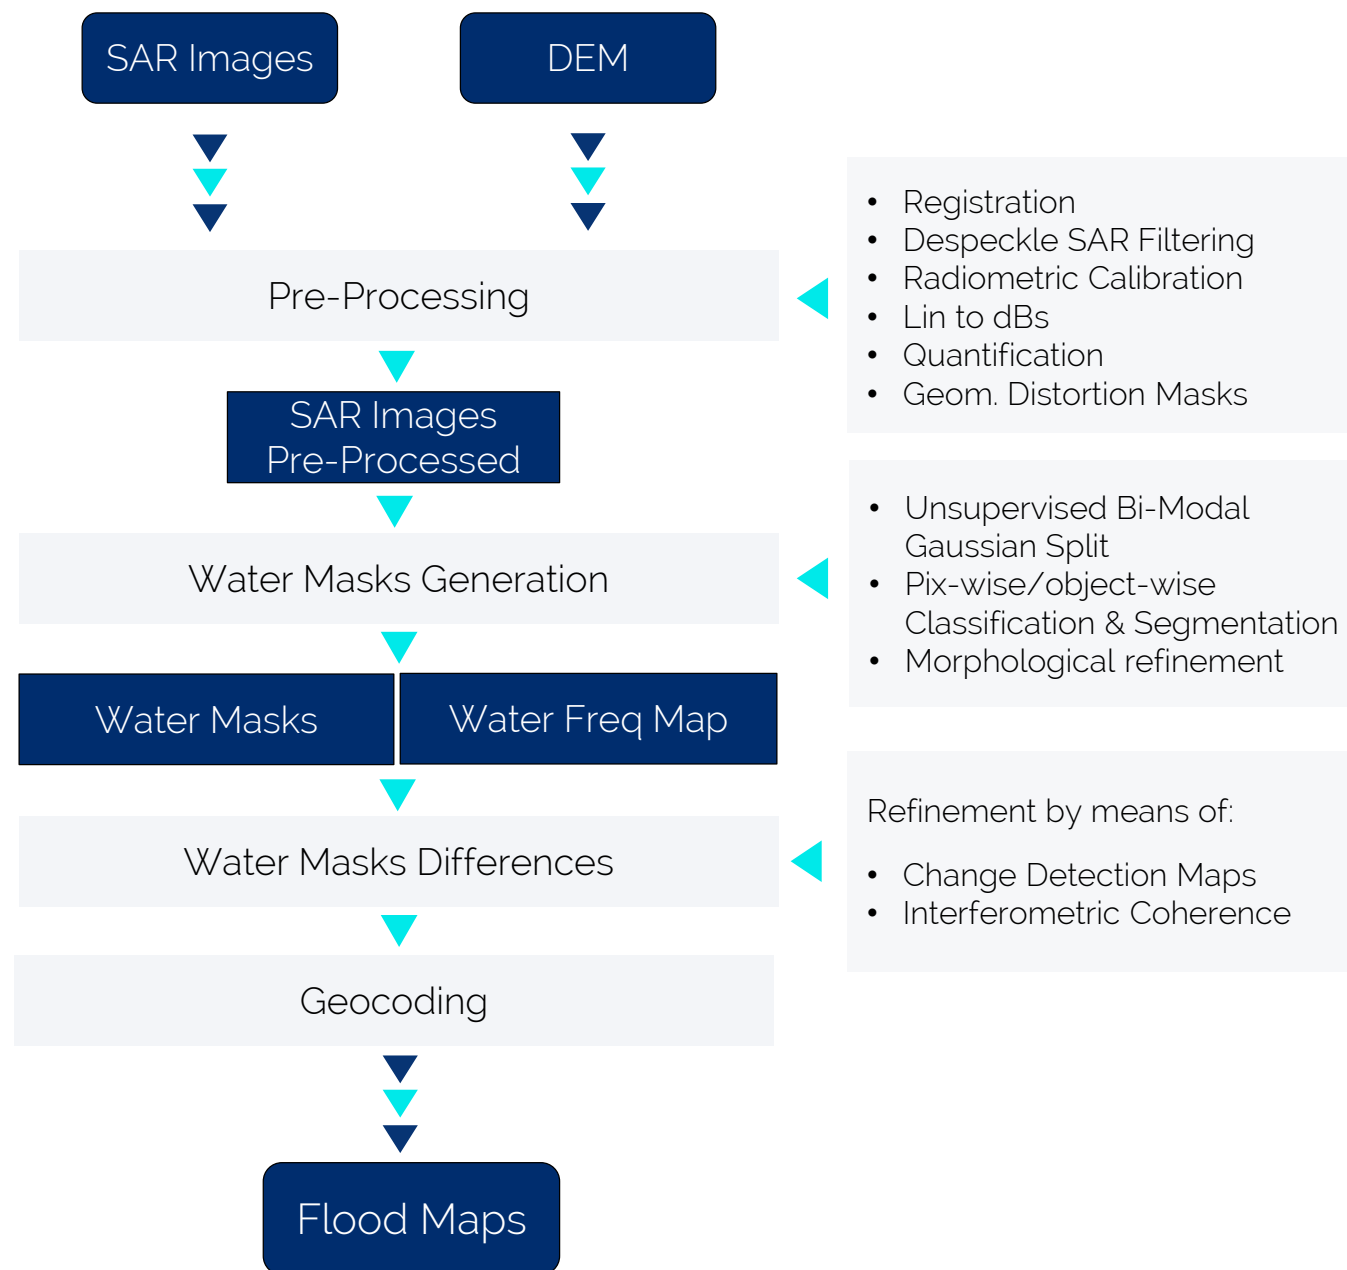 SAR Images
DEM
Pre-Processing
• Registration
• Despeckle SAR Filtering
• Radiometric Calibration
• Lin to dBs
• Quantification
• Geom. Distortion Masks
SAR Images
Pre-Processed
Water Masks Generation
• Unsupervised Bi-Modal
Gaussian Split
• Pix-wise/object-wise
Classification & Segmentation
• Morphological refinement
Water Masks
Water Freq Map
Water Masks Differences
Refinement by means of:
• Change Detection Maps
• Interferometric Coherence
Geocoding
Flood Maps